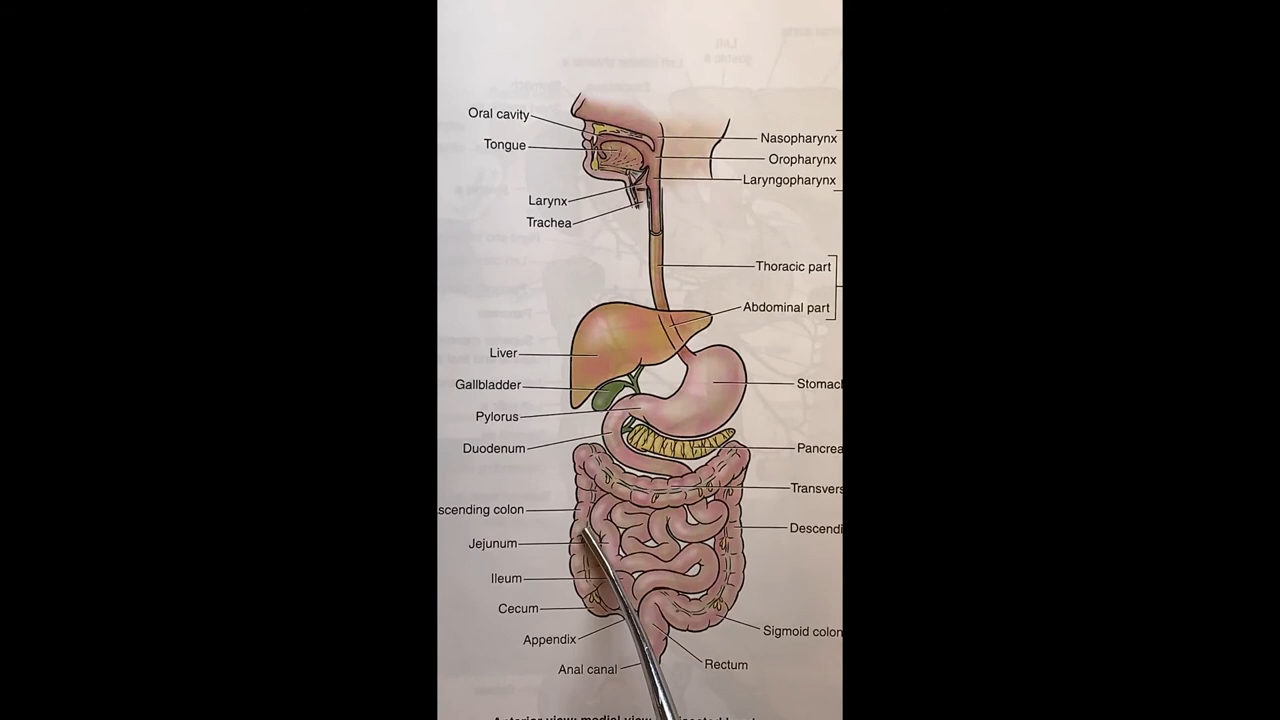 Oral cavity
Nasopharynx
Tongue
Oropharynx
Laryngopharynx
Larynx
Trachea
Thoracic part
Abdominal part
Liver
Gallbladder
Stomach
Pylorus
Duodenum
Pancrea
Transvers
scending colon
Descendi
Jejunum
Ileum
Cecum
Sigmoid colon
Appendix
Rectum
Anal canal